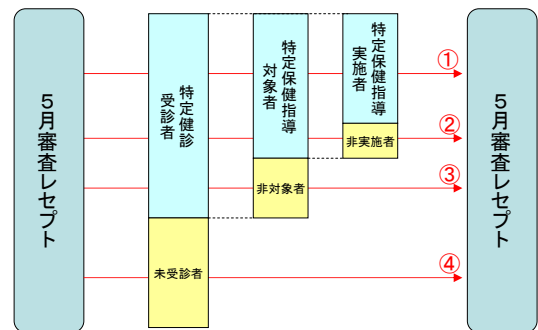 ５月審査レセプト
特定健診
受診者
未受診者
特定保健指導
対象者
非対象者
特定保健指導
実施者
非実施者
①
②
③
④
５月審査レセプト